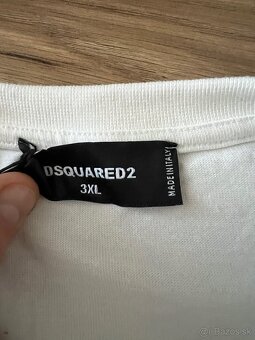 DSQUARED2
3XL
MADE IN ITALY
Bazos.sk